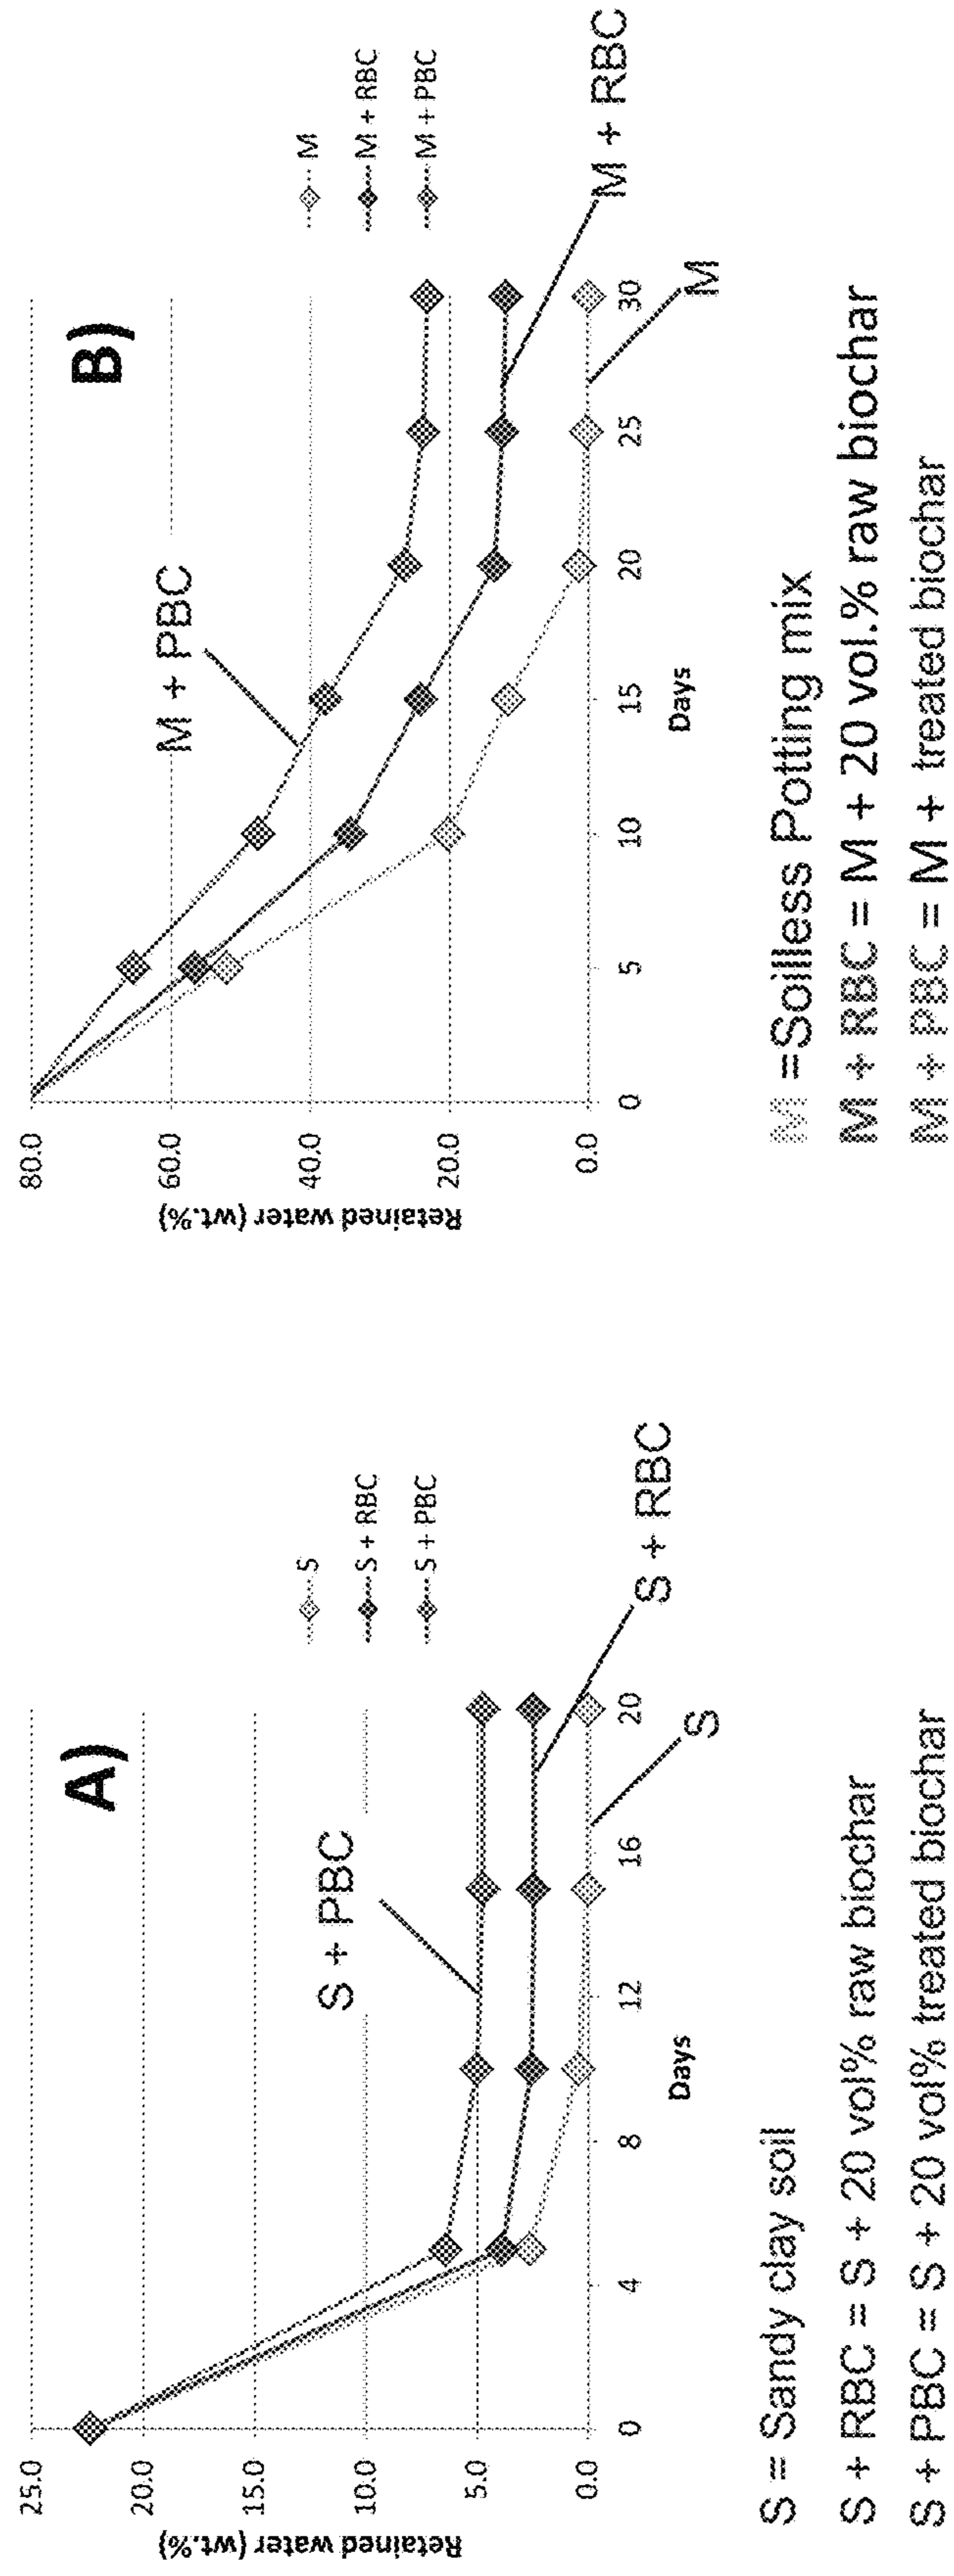 A)
Retained water (wt.%)
25.0
20.0
15.0
10.0
5.0
0.0
0
4
8
12
16
20
Days
S + PBC
S + RBC
S
S
S + RBC
S + PBC
S = Sandy clay soil
S + RBC = S + 20 vol% raw biochar
S + PBC = S + 20 vol% treated biochar
B)
Retained water (wt.%)
80.0
60.0
40.0
20.0
0.0
0
5
10
15
20
25
30
Days
M + PBC
M + RBC
M
M
M + RBC
M + PBC
M =Soilless Potting mix
M + RBC = M + 20 vol.% raw biochar
M + PBC = M + treated biochar